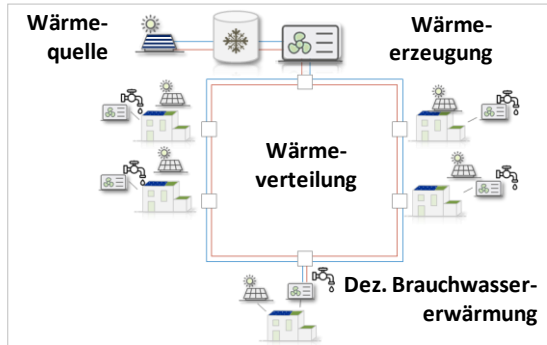 Wärme-
quelle
Wärme-
erzeugung
Wärme-
verteilung
Dez. Brauchwasser-
erwärmung